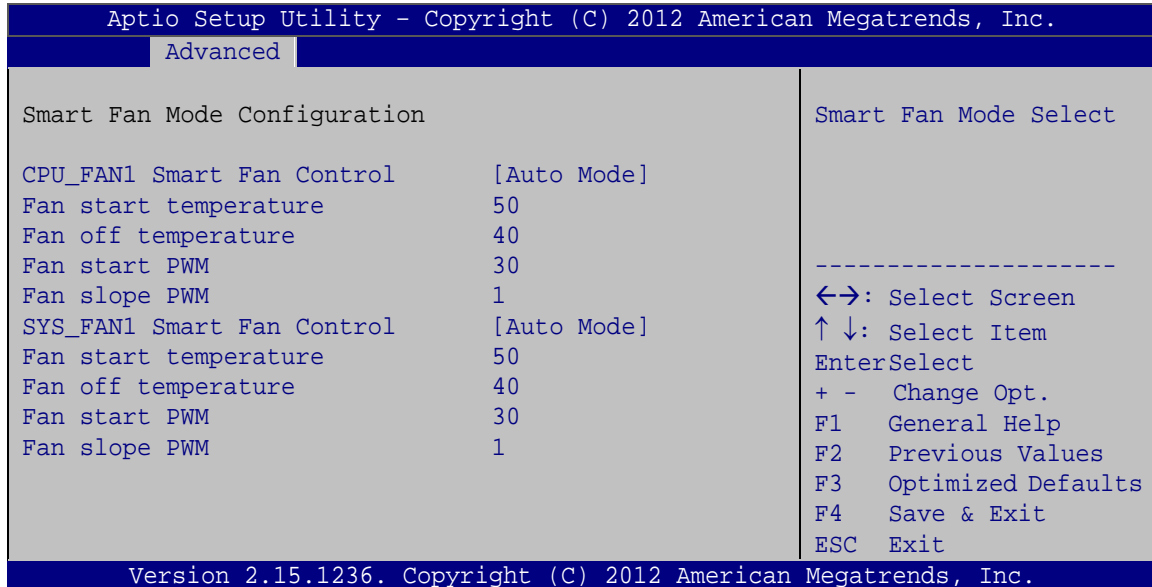 Aptio Setup Utility – Copyright (C) 2012 American Megatrends, Inc.
Advanced
Smart Fan Mode Configuration
CPU_FAN1 Smart Fan Control [Auto Mode]
Fan start temperature 50
Fan off temperature 40
Fan start PWM 30
Fan slope PWM 1
SYS_FAN1 Smart Fan Control [Auto Mode]
Fan start temperature 50
Fan off temperature 40
Fan start PWM 30
Fan slope PWM 1
Smart Fan Mode Select
---------------------
←→: Select Screen
↑ ↓: Select Item
EnterSelect
+ - Change Opt.
F1 General Help
F2 Previous Values
F3 Optimized Defaults
F4 Save & Exit
ESC Exit
Version 2.15.1236. Copyright (C) 2012 American Megatrends, Inc.